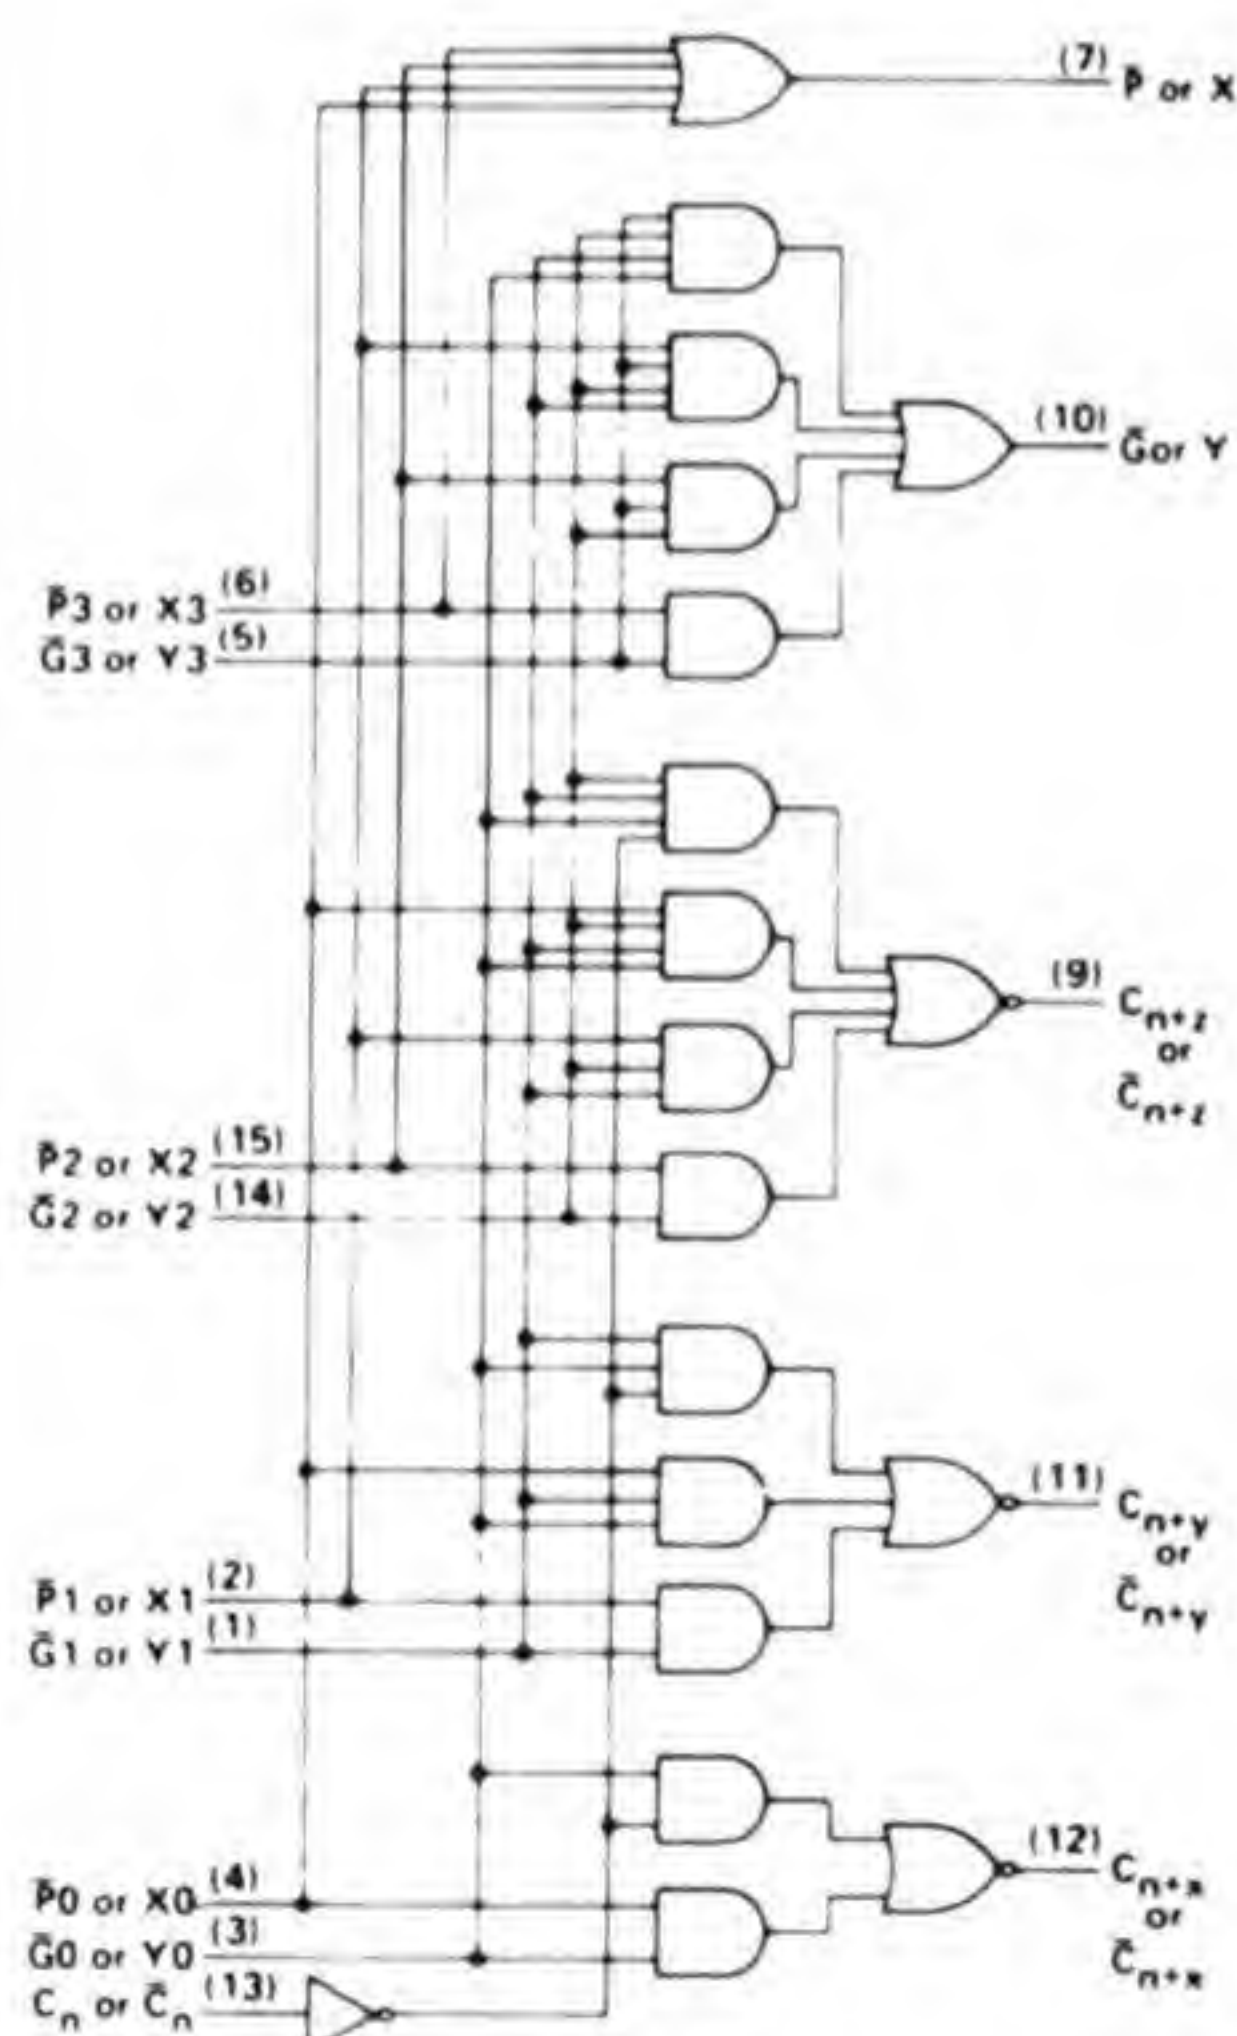 (7) P̄ or X
(10) Ḡ or Y
P̄3 or X3 (6)
Ḡ3 or Y3 (5)
(9) Cn+z
or
C̄n+z
P̄2 or X2 (15)
Ḡ2 or Y2 (14)
(11) Cn+y
or
C̄n+y
P̄1 or X1 (2)
Ḡ1 or Y1 (1)
(12) Cn+x
or
C̄n+x
P̄0 or X0 (4)
Ḡ0 or Y0 (3)
Cn or C̄n (13)